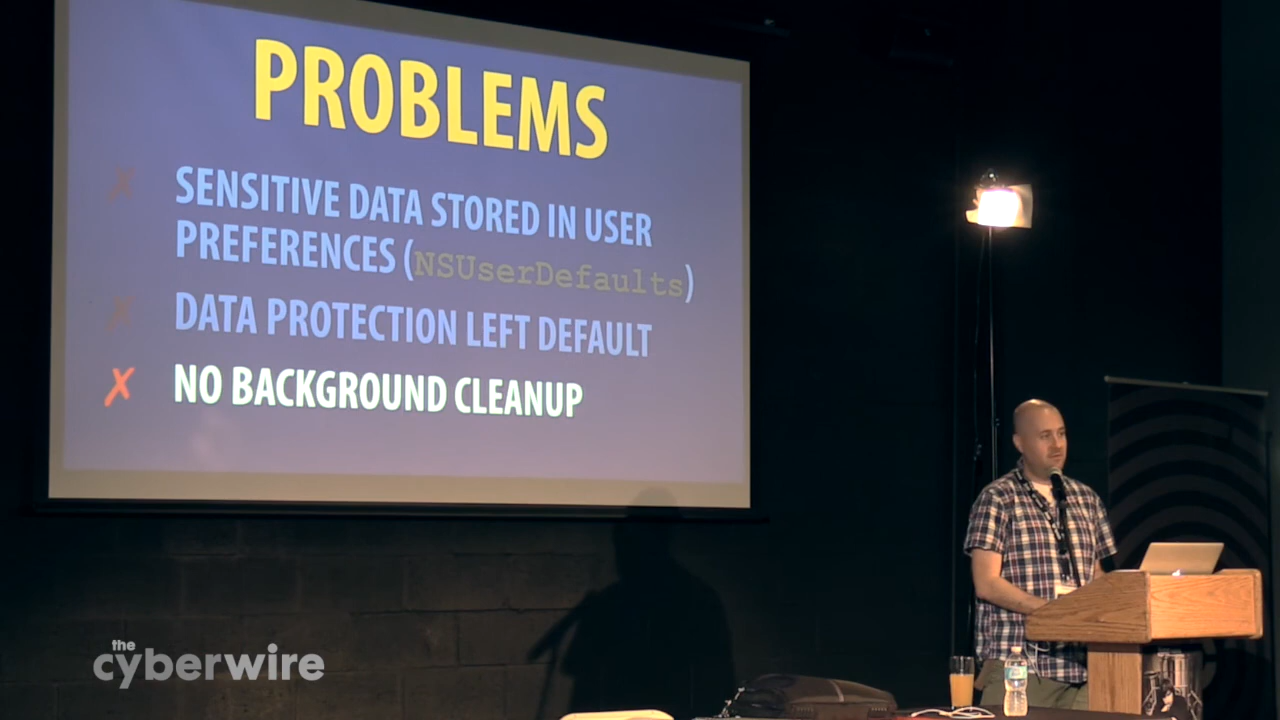 PROBLEMS
✗ SENSITIVE DATA STORED IN USER
PREFERENCES (NSUserDefaults)
✗ DATA PROTECTION LEFT DEFAULT
✗ NO BACKGROUND CLEANUP
the
cyberwire